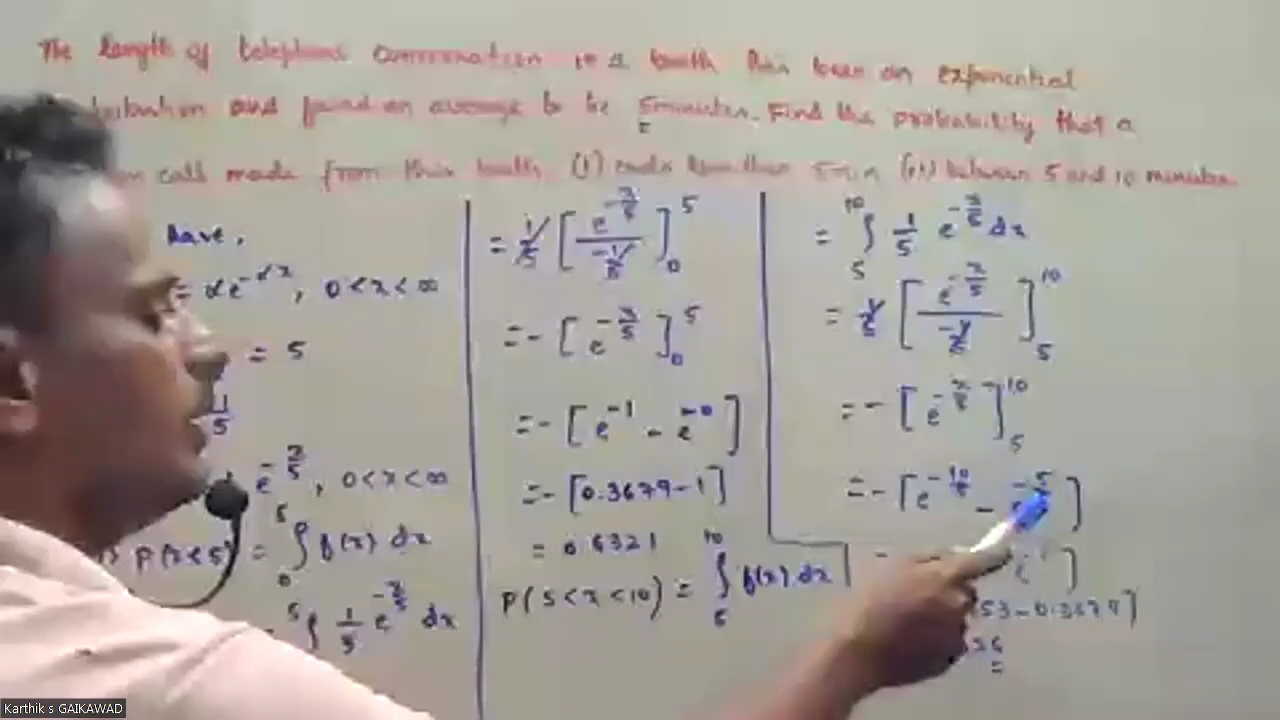 The length of telephone conversation in a booth has been an exponential
distribution and found on average to be 5 minutes. Find the probability that a
call made from this booth. (i) ends less than 5 min (ii) between 5 and 10 minutes.
have,
= αe^{-αx}, 0<x<∞
= 5
1/5
e^{-x/5}, 0<x<∞
P(x<5) = ∫_0^5 f(x) dx
∫_0^5 1/5 e^{-x/5} dx
= 1/5 [e^{-x/5} / -1/5]_0^5
= - [e^{-x/5}]_0^5
= - [e^{-1} - e^{-0}]
= - [0.3679-1]
= 0.6321
P(5<x<10) = ∫_5^10 f(x) dx
= ∫_5^10 1/5 e^{-x/5} dx
= 1/5 [e^{-x/5} / -1/5]_5^10
= - [e^{-x/5}]_5^10
= - [e^{-10/5} - e^{-5/5}]
53-0.3679]
Karthik s GAIKAWAD